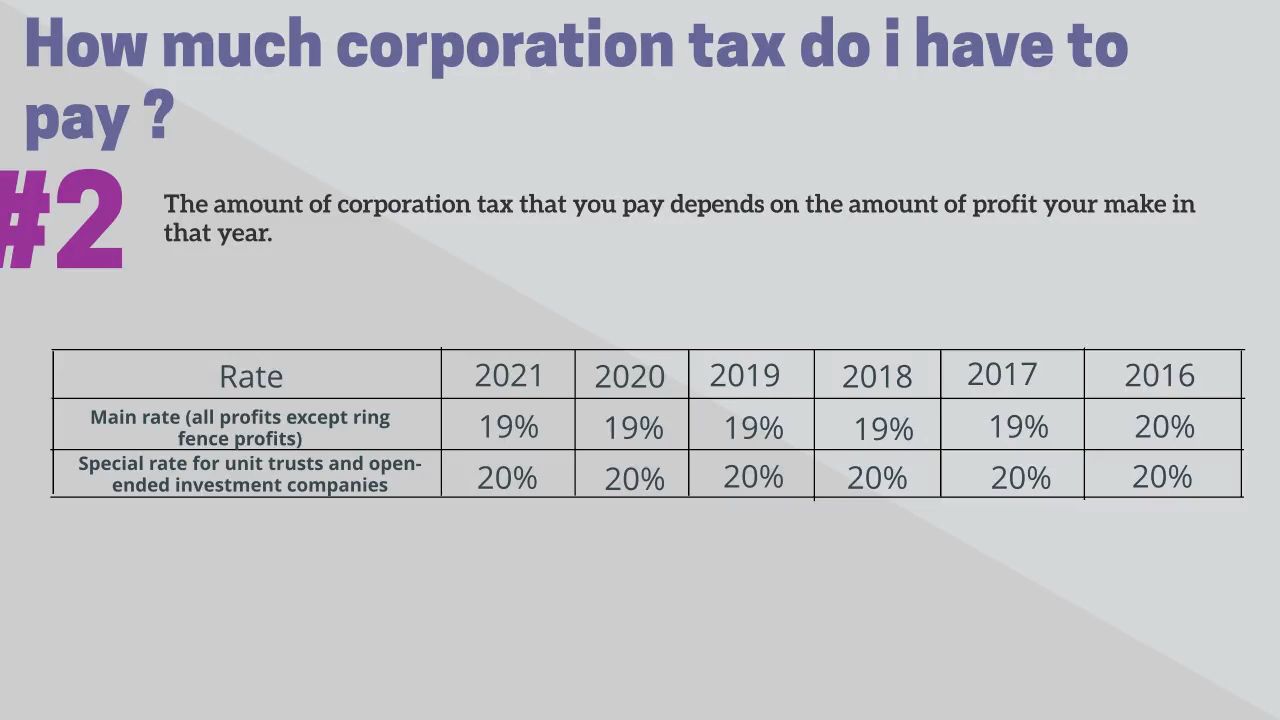 How much corporation tax do i have to
pay ?
#2
The amount of corporation tax that you pay depends on the amount of profit your make in
that year.
Rate 2021 2020 2019 2018 2017 2016
Main rate (all profits except ring
fence profits) 19% 19% 19% 19% 19% 20%
Special rate for unit trusts and open-
ended investment companies 20% 20% 20% 20% 20% 20%